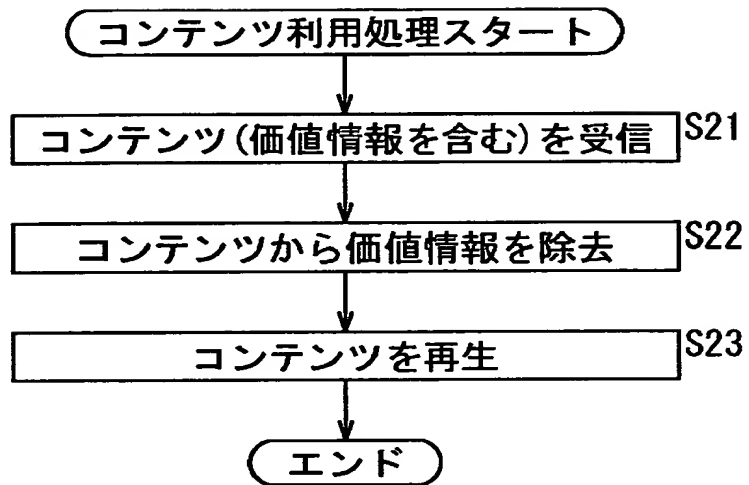 コンテンツ利用処理スタート
コンテンツ(価値情報を含む)を受信 S21
コンテンツから価値情報を除去 S22
コンテンツを再生 S23
エンド